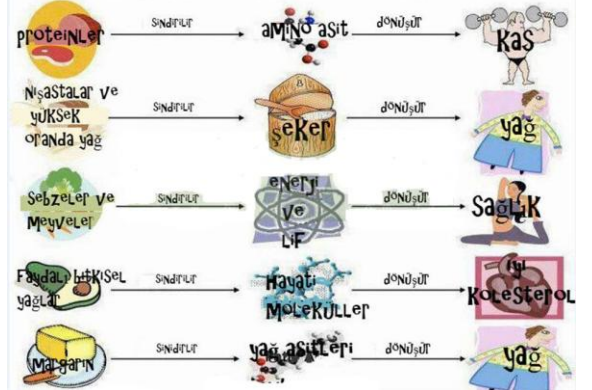 Proteinler
sindirilir
amino asit
dönüşür
Kas
Nişastalar ve
yüksek
oranda yağ
sindirilir
şeker
dönüşür
yağ
Sebzeler ve
Meyveler
sindirilir
enerji
ve
Lif
dönüşür
Sağlık
Faydalı bitkisel
yağlar
sindirilir
Hayati
Moleküller
dönüşür
iyi
Kolesterol
Margarin
sindirilir
yağ asitleri
dönüşür
yağ